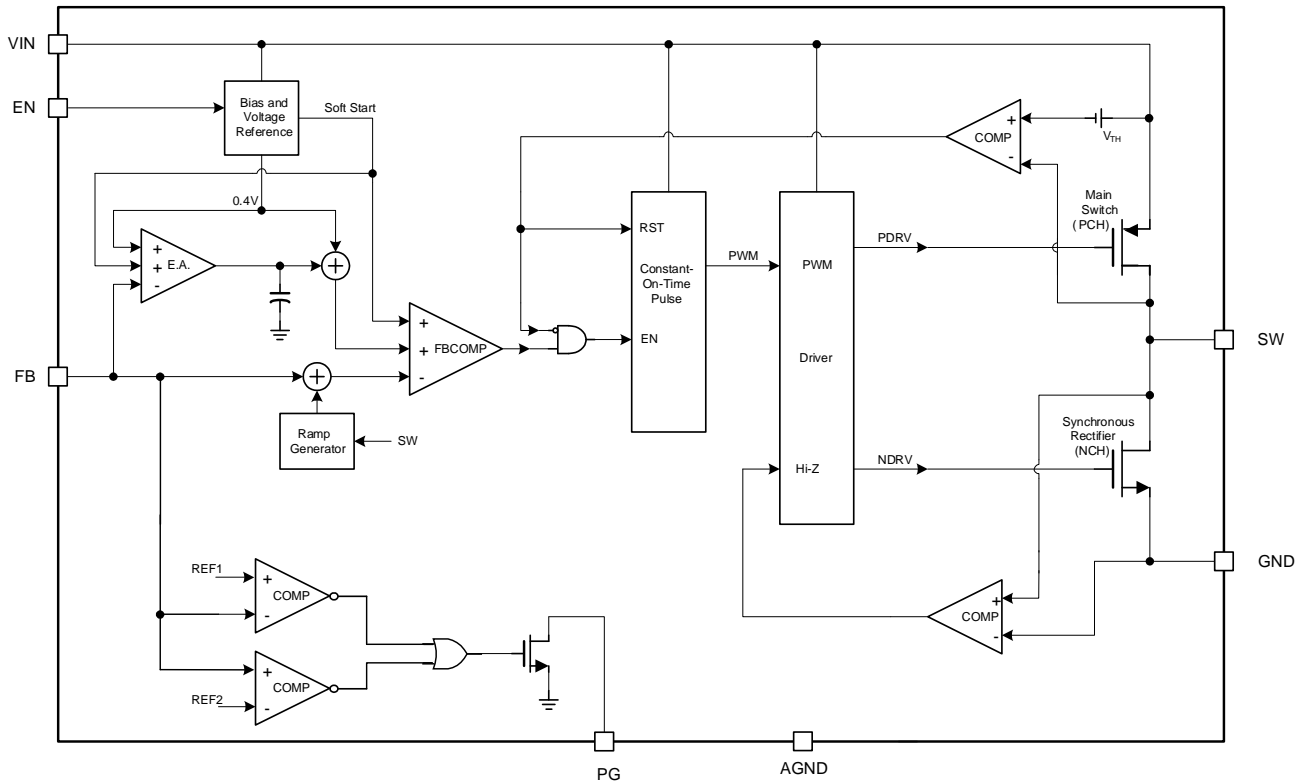 VIN
EN
Bias and
Voltage
Reference
Soft Start
0.4V
+
+
-
E.A.
+
+
+
-
FBCOMP
FB
+
Ramp
Generator
SW
RST
Constant-
On-Time
Pulse
EN
PWM
PWM
Driver
Hi-Z
PDRV
NDRV
+
-
COMP
VTH
Main
Switch
(PCH)
SW
Synchronous
Rectifier
(NCH)
GND
+
-
COMP
REF1
+
-
COMP
+
-
COMP
REF2
PG
AGND